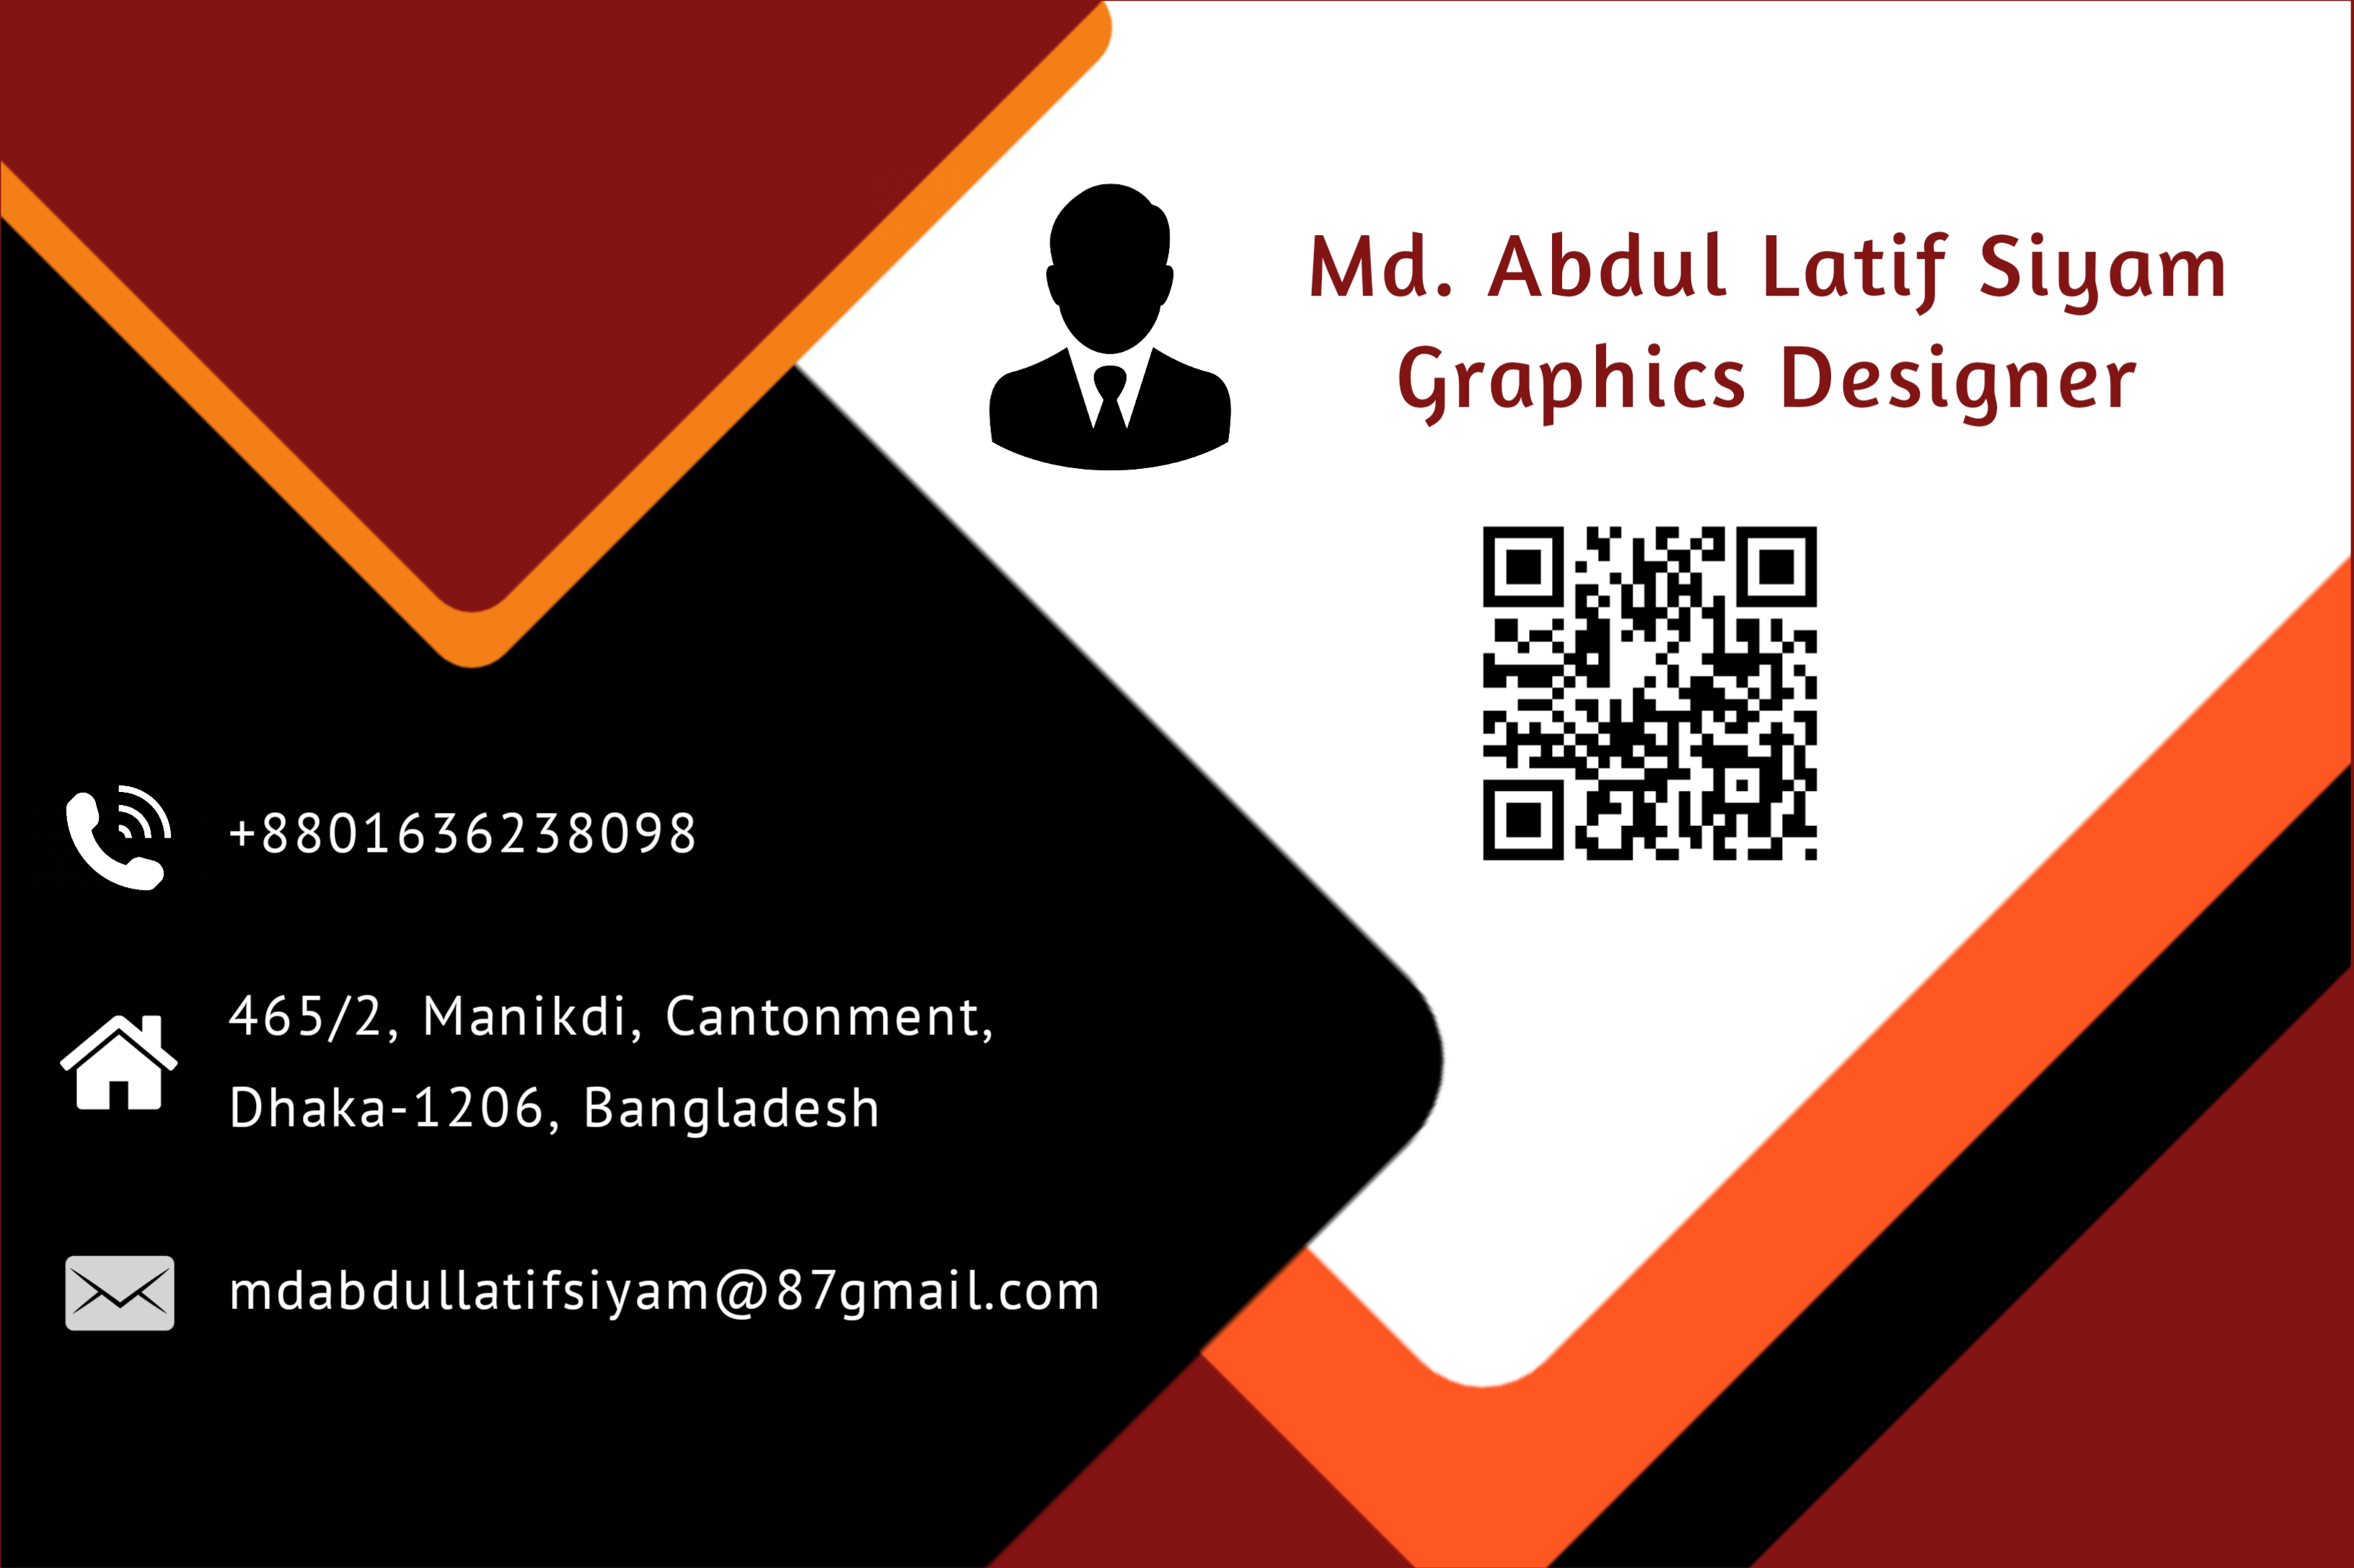 Md. Abdul Latif Siyam
Graphics Designer
+8801636238098
465/2, Manikdi, Cantonment,
Dhaka-1206, Bangladesh
mdabdullatifsiyam@87gmail.com